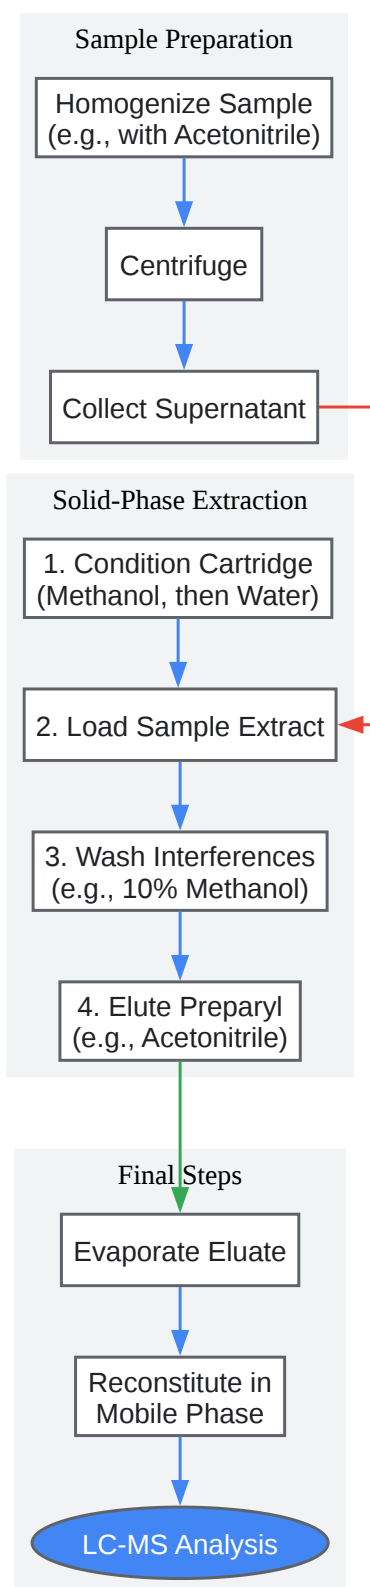 Sample Preparation
Homogenize Sample
(e.g., with Acetonitrile)
Centrifuge
Collect Supernatant
Solid-Phase Extraction
1. Condition Cartridge
(Methanol, then Water)
2. Load Sample Extract
3. Wash Interferences
(e.g., 10% Methanol)
4. Elute Preparyl
(e.g., Acetonitrile)
Final Steps
Evaporate Eluate
Reconstitute in
Mobile Phase
LC-MS Analysis